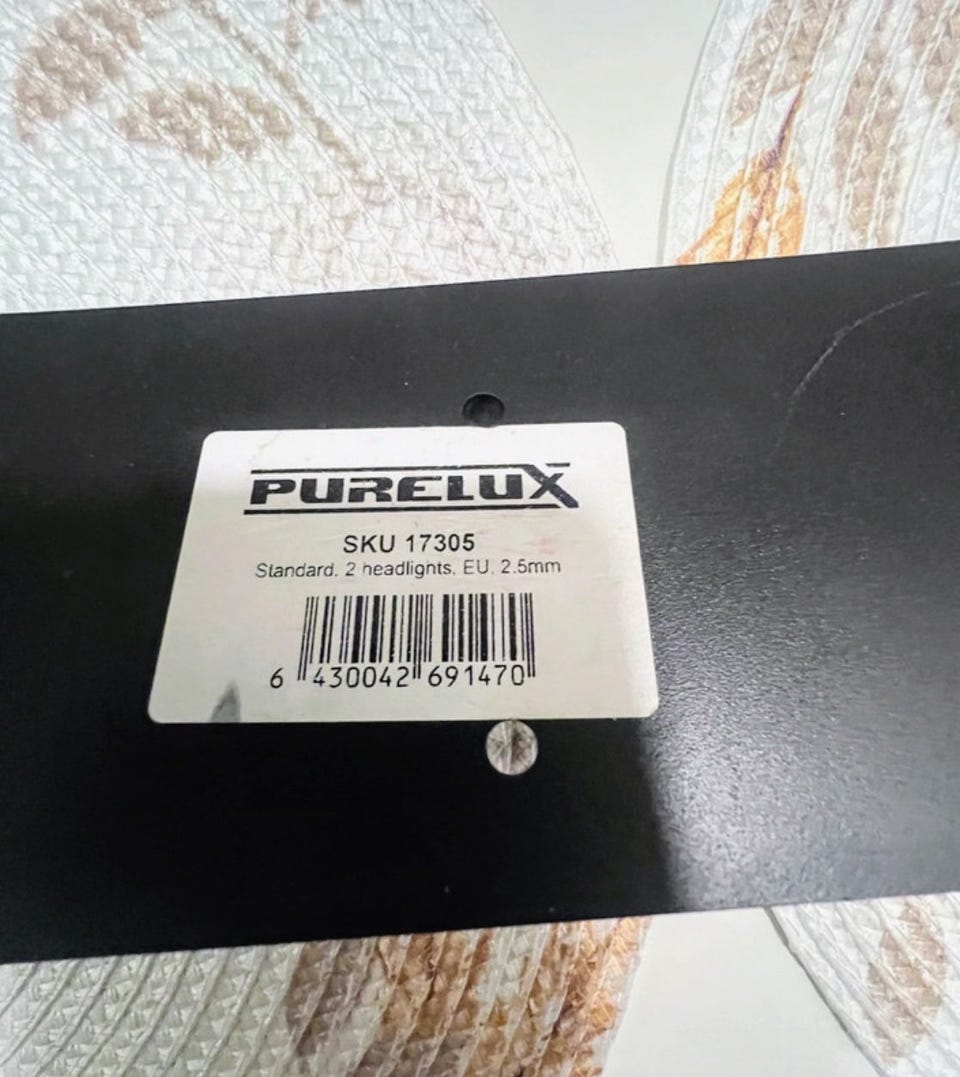 PURELUX
SKU 17305
Standard, 2 headlights, EU, 2.5mm
6 430042 691470